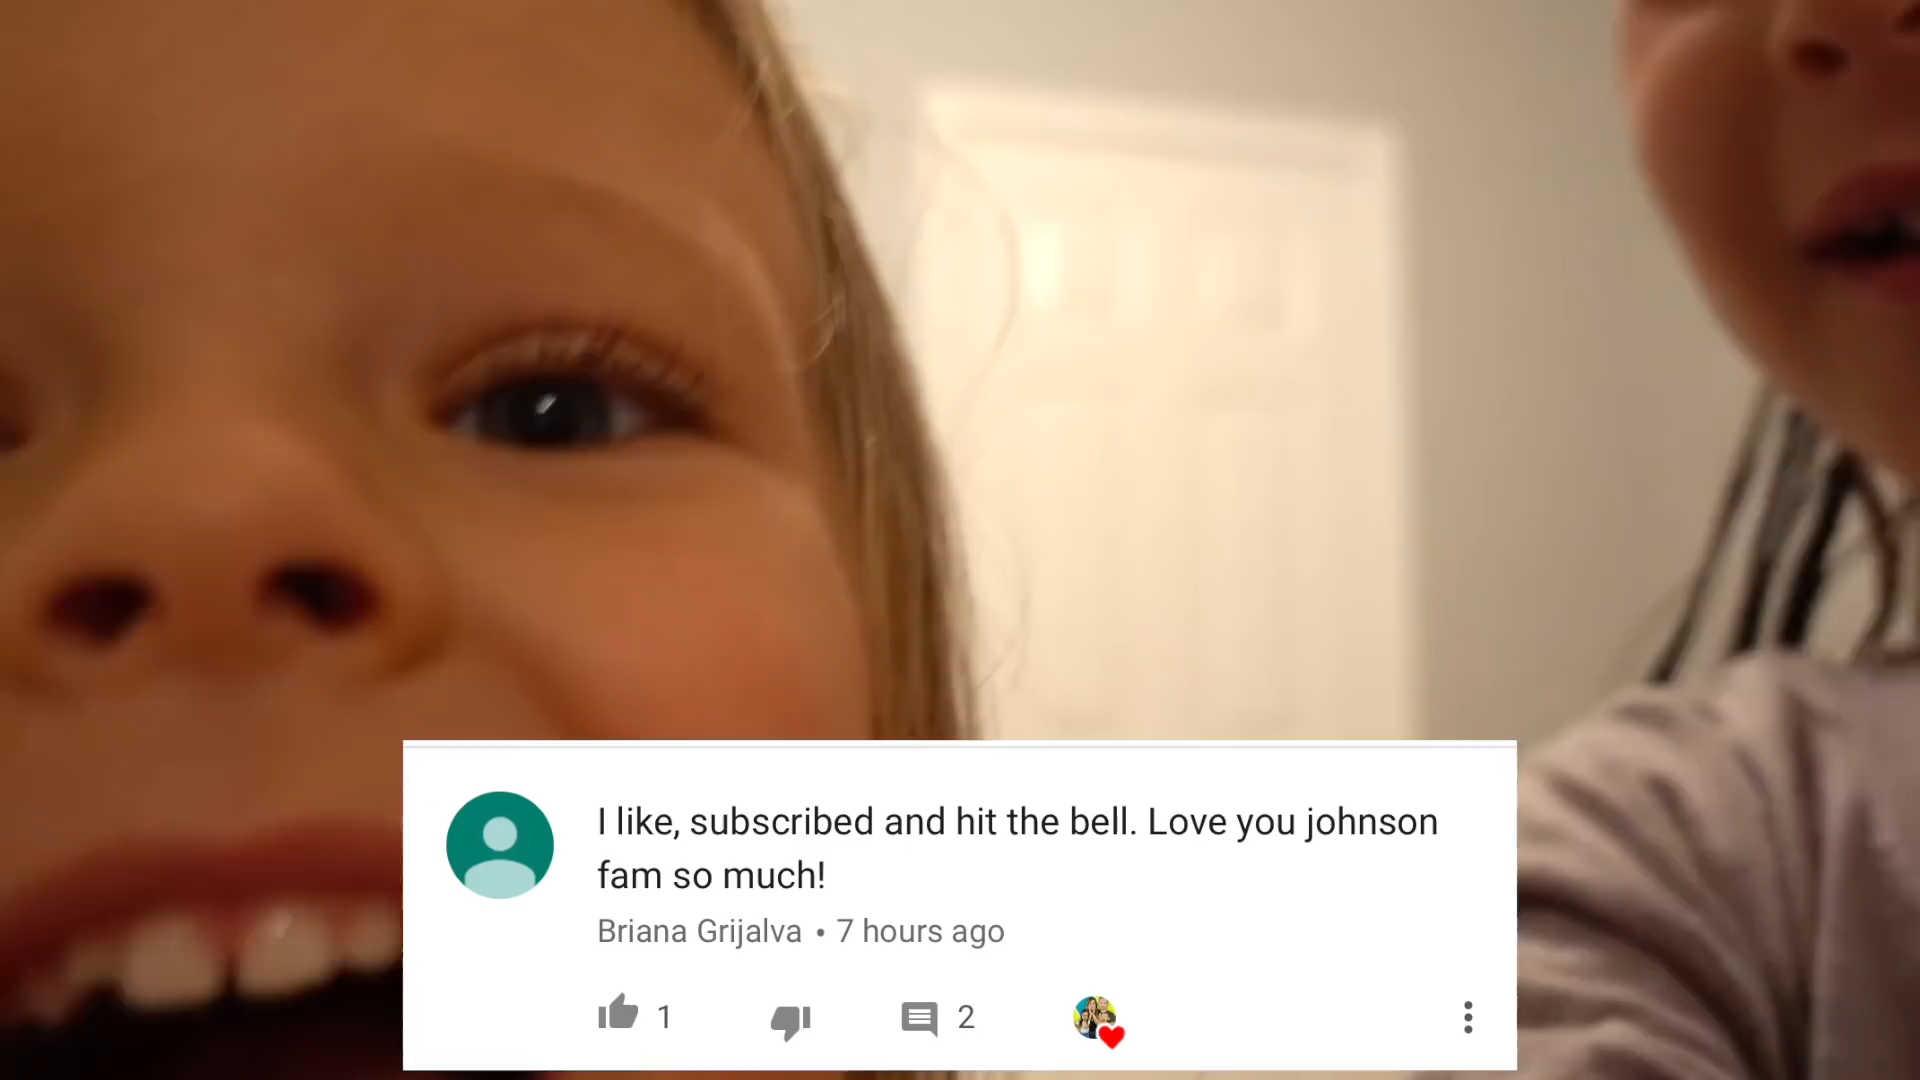 I like, subscribed and hit the bell. Love you johnson
fam so much!
Briana Grijalva • 7 hours ago
1 2